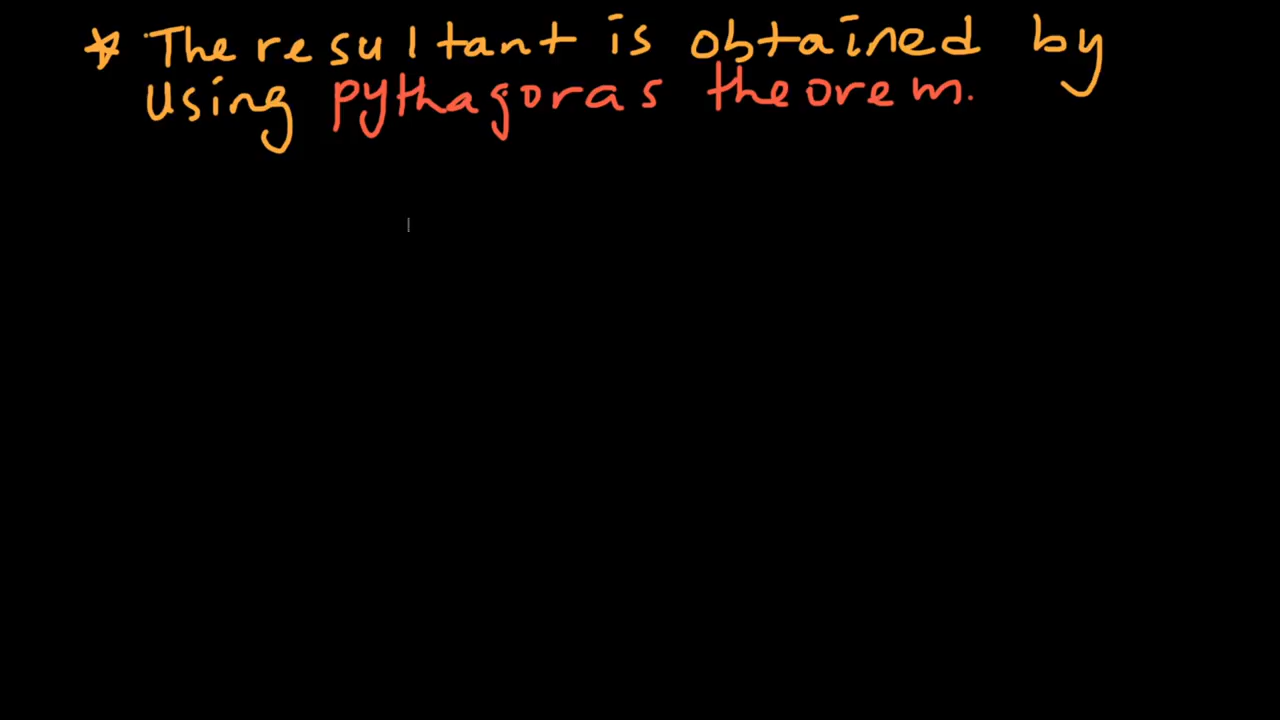 * The resultant is obtained by
using pythagoras theorem.